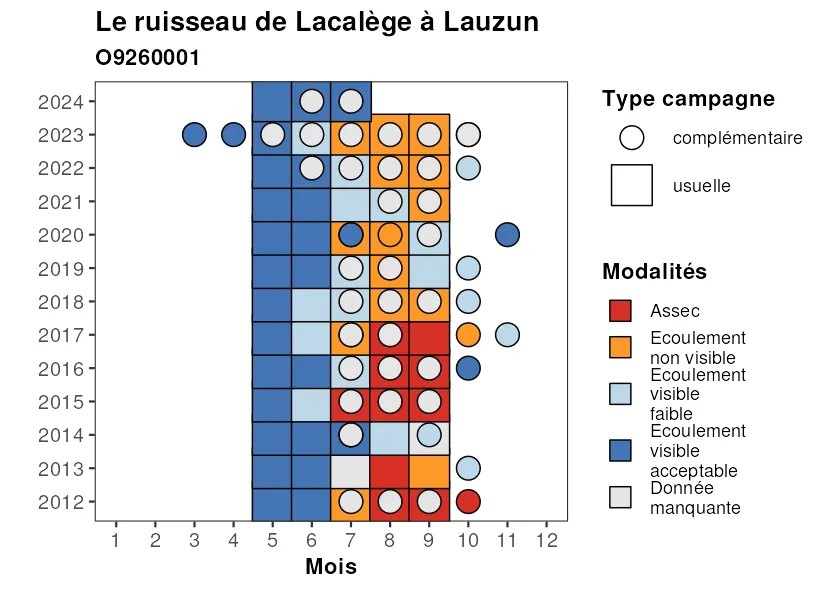 Le ruisseau de Lacalège à Lauzun
O9260001
2024
2023
2022
2021
2020
2019
2018
2017
2016
2015
2014
2013
2012
1 2 3 4 5 6 7 8 9 10 11 12
Mois
Type campagne
complémentaire
usuelle
Modalités
Assec
Ecoulement
non visible
Ecoulement
visible
faible
Ecoulement
visible
acceptable
Donnée
manquante